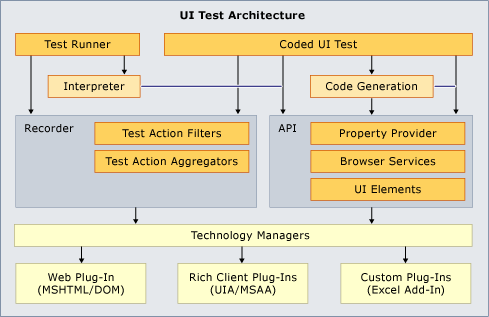 UI Test Architecture
Test Runner
Coded UI Test
Interpreter
Code Generation
Recorder
API
Test Action Filters
Property Provider
Test Action Aggregators
Browser Services
UI Elements
Technology Managers
Web Plug-In
(MSHTML/DOM)
Rich Client Plug-Ins
(UIA/MSAA)
Custom Plug-Ins
(Excel Add-In)